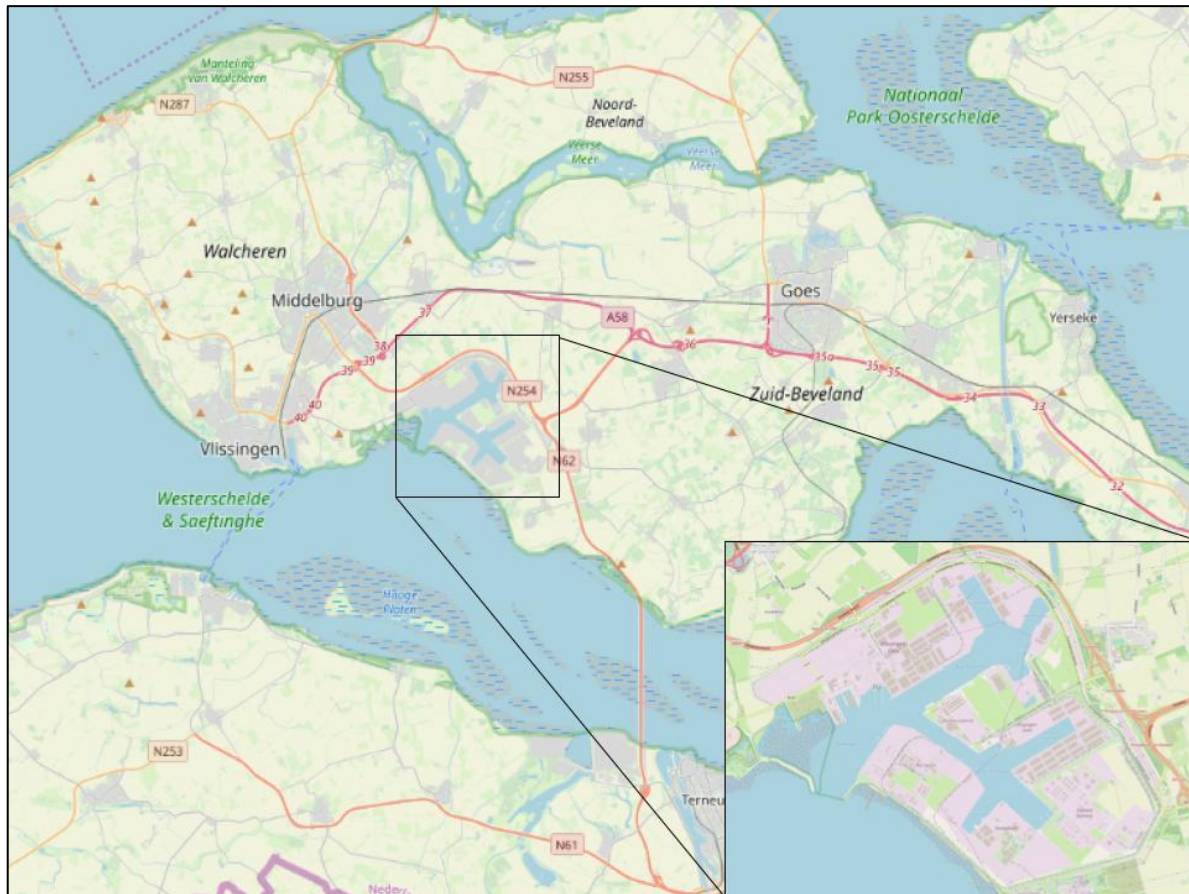 Manteling
van Walcheren
N287
N255
Noord-
Beveland
Nationaal
Park Oosterschelde
Veerse
Meer
Veerse
Meer
Walcheren
Middelburg
37
A58
Goes
Yerseke
38
39
39
36
35a
35
35
34
33
N254
Zuid-Beveland
40
40
Vlissingen
N62
32
Westerschelde
& Saeftinghe
Hooge
Platen
N253
Terneu
N61
Neder-